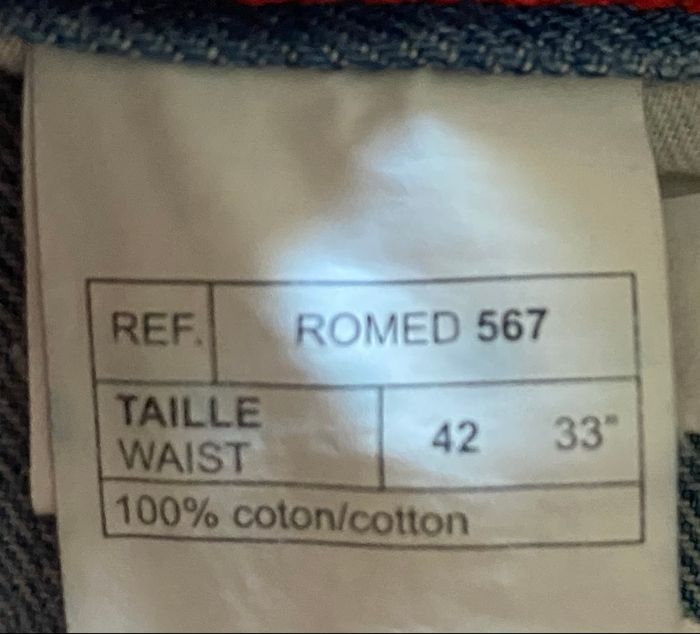 REF. ROMED 567
TAILLE
WAIST
42 33"
100% coton/cotton